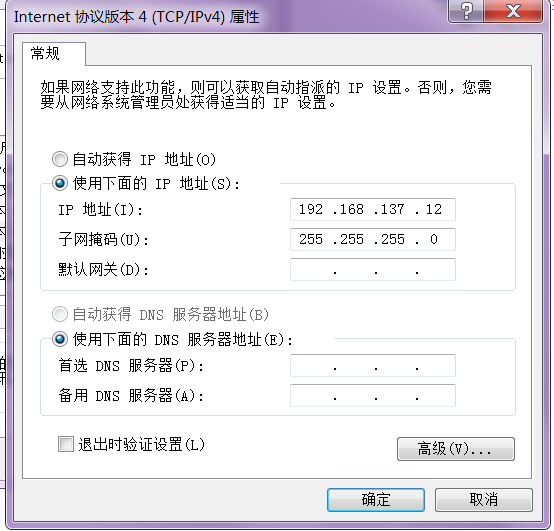 Internet 协议版本 4 (TCP/IPv4) 属性
常规
如果网络支持此功能，则可以获取自动指派的 IP 设置。否则，您需
要从网络系统管理员处获得适当的 IP 设置。
自动获得 IP 地址(O)
使用下面的 IP 地址(S):
IP 地址(I): 192 .168 .137 . 12
子网掩码(U): 255 .255 .255 . 0
默认网关(D): . . .
自动获得 DNS 服务器地址(B)
使用下面的 DNS 服务器地址(E):
首选 DNS 服务器(P): . . .
备用 DNS 服务器(A): . . .
退出时验证设置(L)
高级(V)...
确定
取消